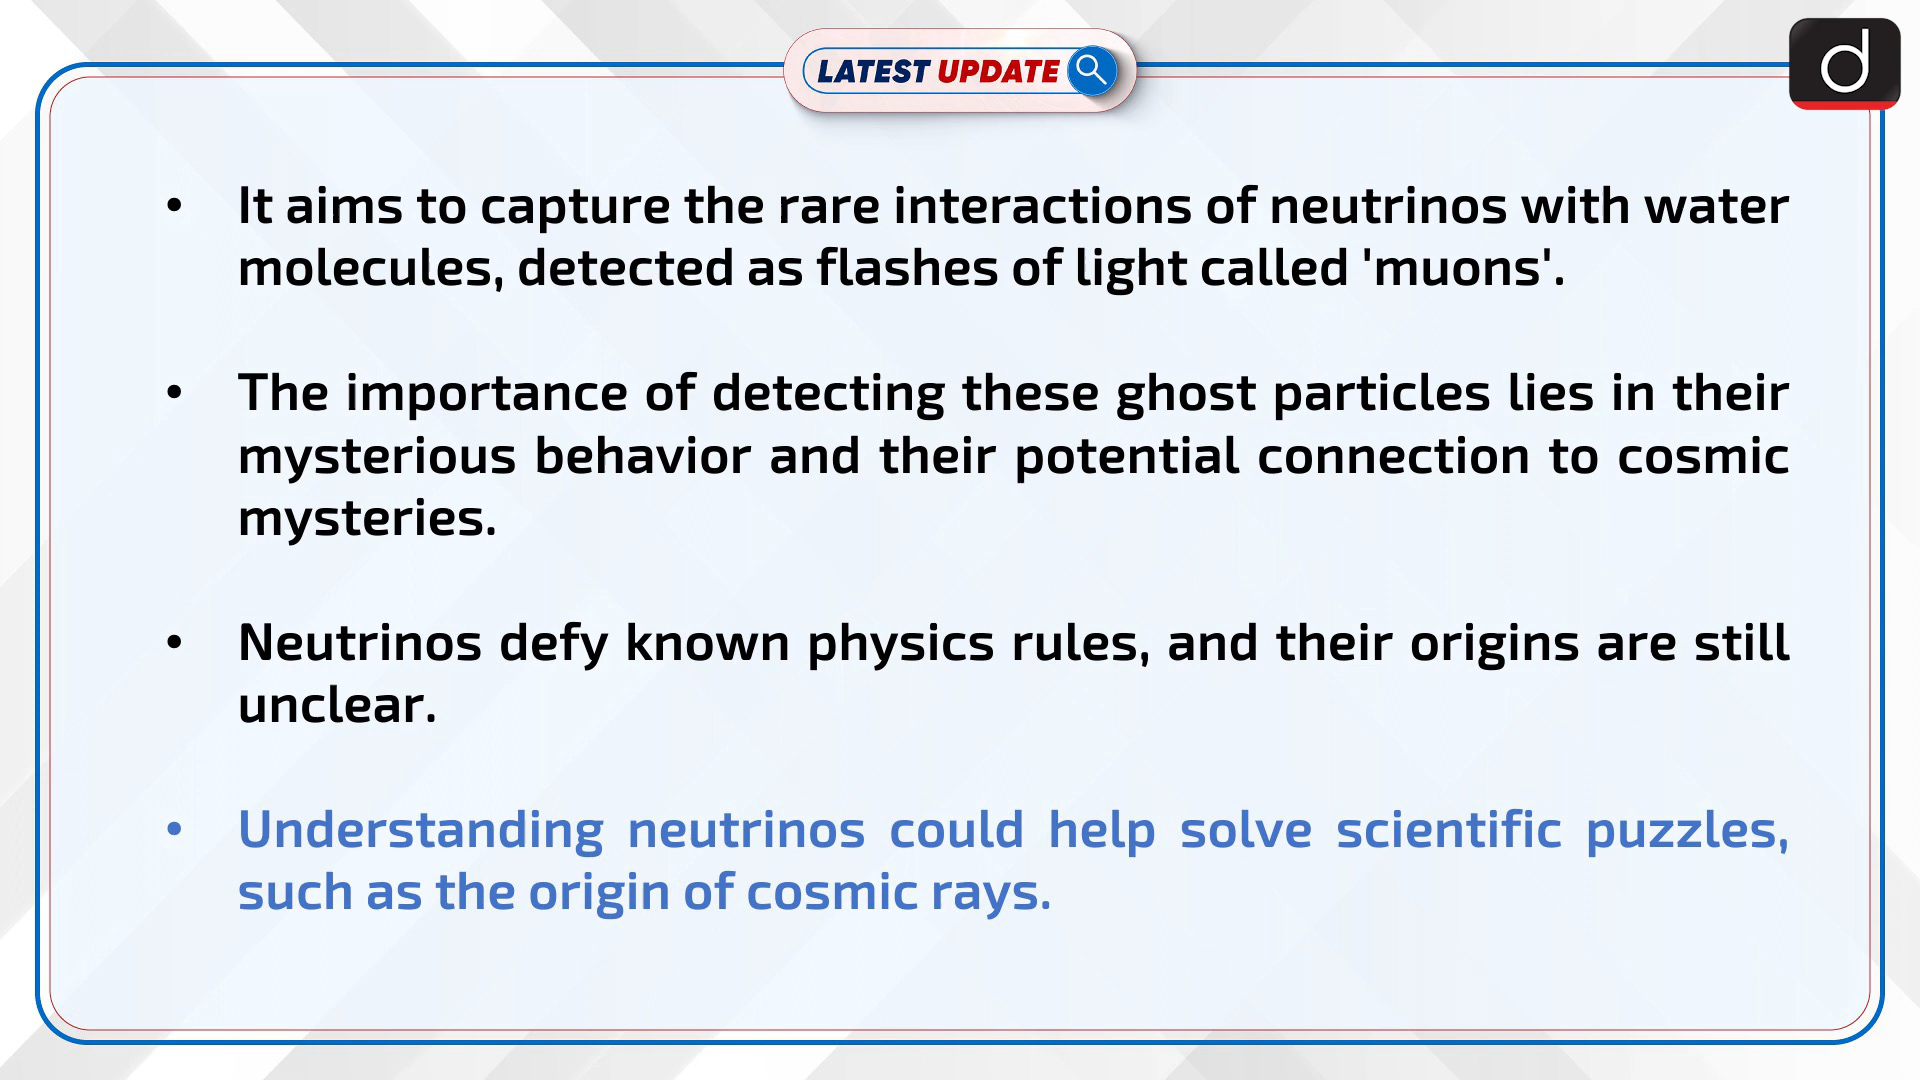 LATEST UPDATE
d
• It aims to capture the rare interactions of neutrinos with water
molecules, detected as flashes of light called 'muons'.
• The importance of detecting these ghost particles lies in their
mysterious behavior and their potential connection to cosmic
mysteries.
• Neutrinos defy known physics rules, and their origins are still
unclear.
• Understanding neutrinos could help solve scientific puzzles,
such as the origin of cosmic rays.